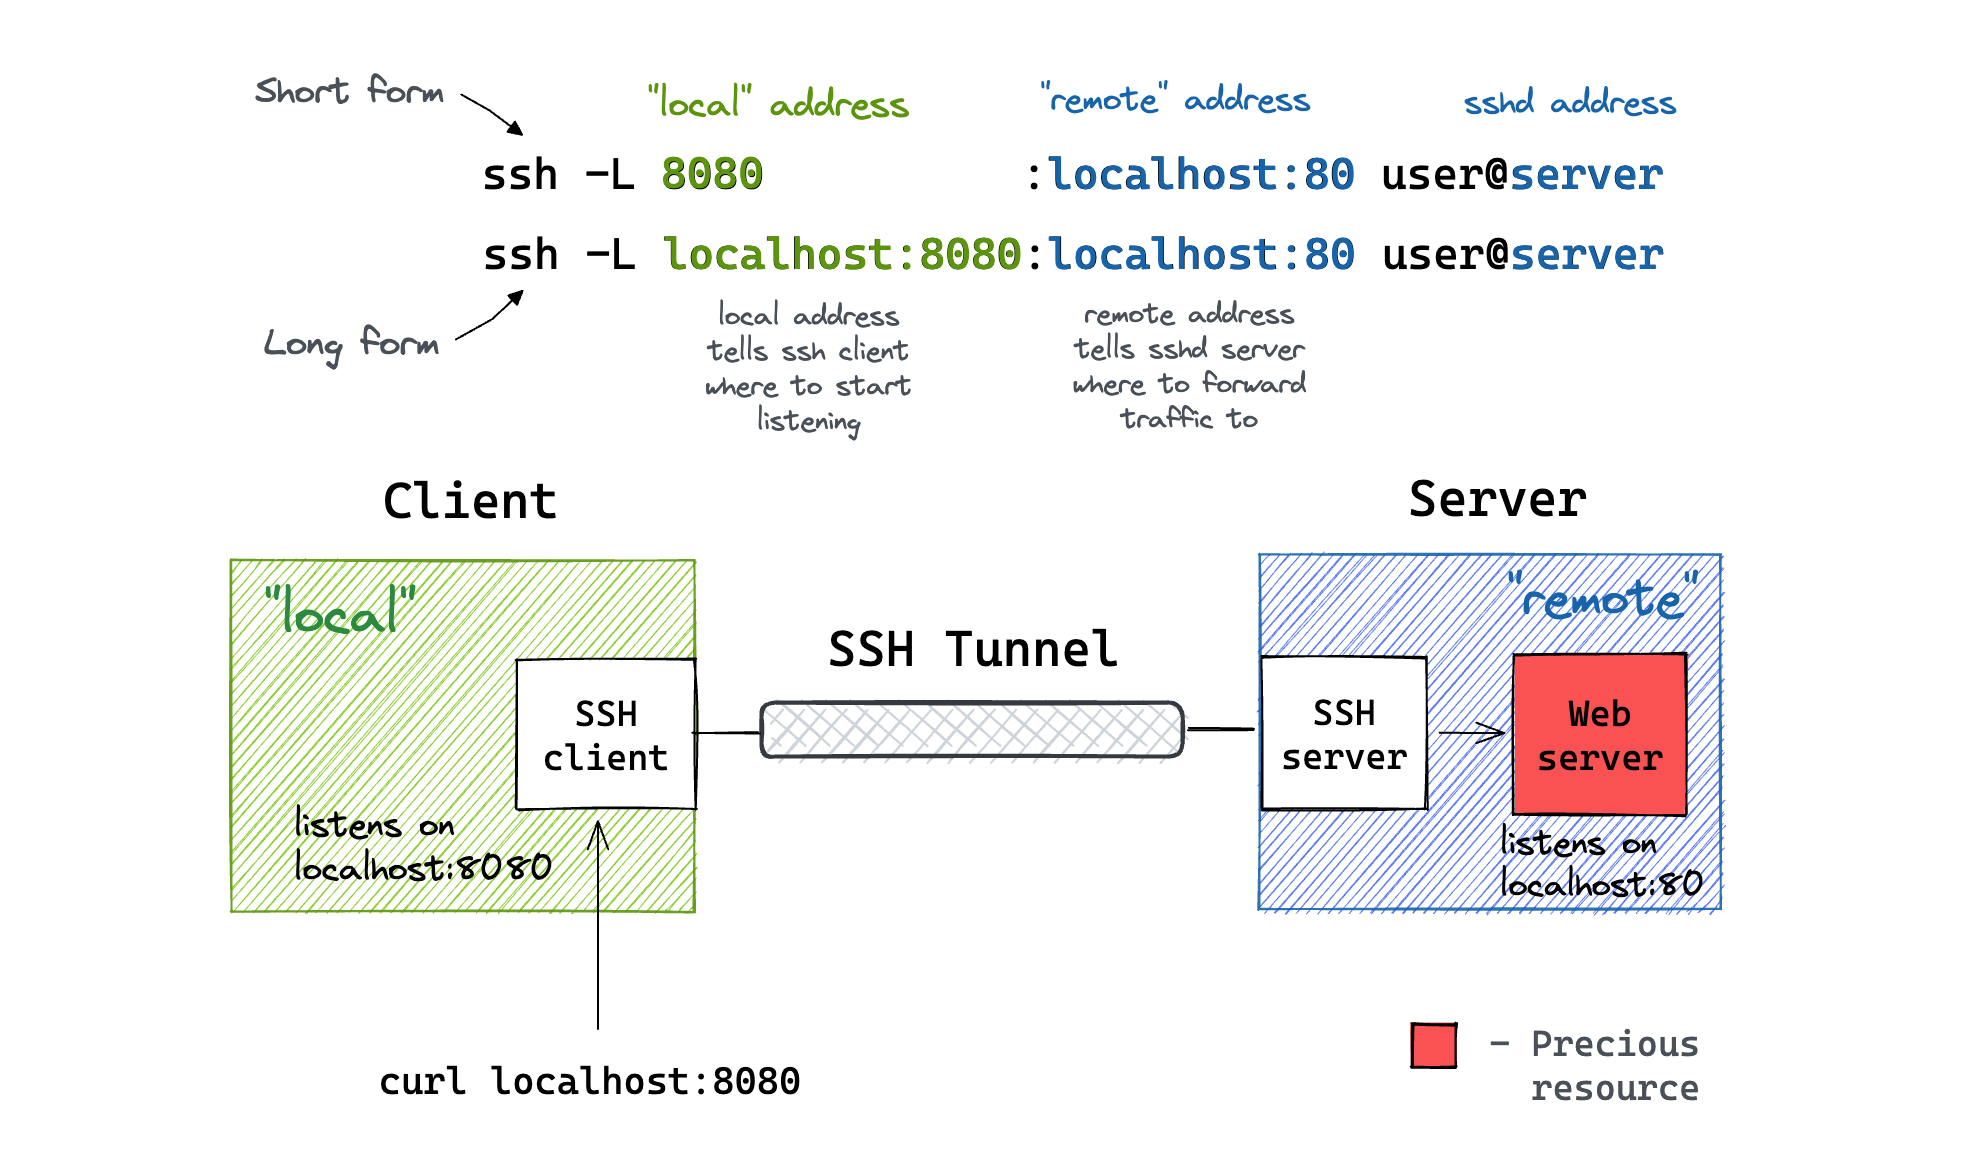 Short form
"local" address
"remote" address
sshd address
ssh -L 8080 :localhost:80 user@server
ssh -L localhost:8080:localhost:80 user@server
Long form
local address
tells ssh client
where to start
listening
remote address
tells sshd server
where to forward
traffic to
Client
Server
"local"
"remote"
SSH Tunnel
SSH
client
SSH
server
Web
server
listens on
localhost:8080
listens on
localhost:80
curl localhost:8080
- Precious
resource